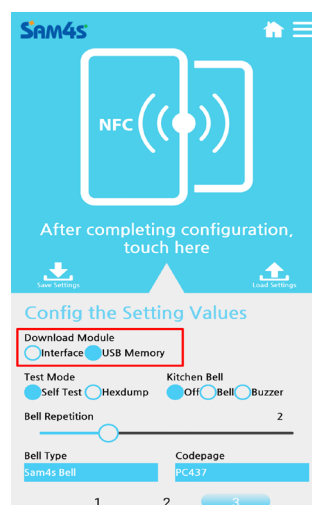 Sam4s
NFC
After completing configuration,
touch here
Save Settings
Load Settings
Config the Setting Values
Download Module
Interface USB Memory
Test Mode Kitchen Bell
Self Test Hexdump Off Bell Buzzer
Bell Repetition 2
Bell Type Codepage
Sam4s Bell PC437
1 2 3